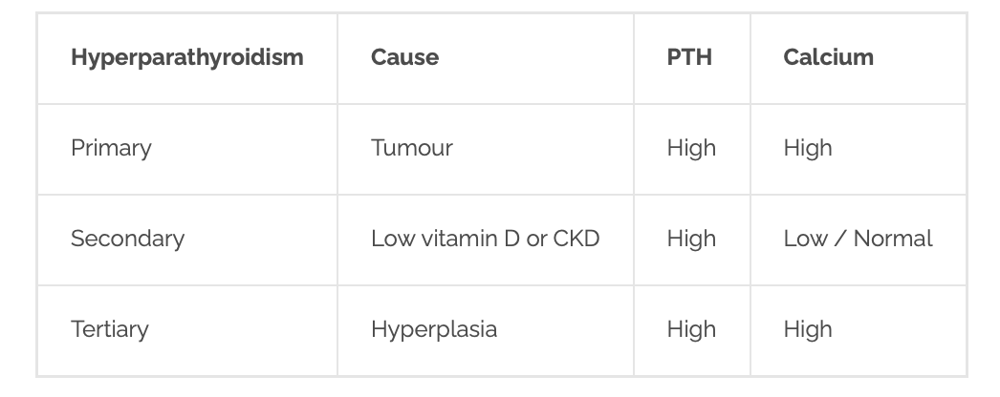 Hyperparathyroidism Cause PTH Calcium
Primary Tumour High High
Secondary Low vitamin D or CKD High Low / Normal
Tertiary Hyperplasia High High